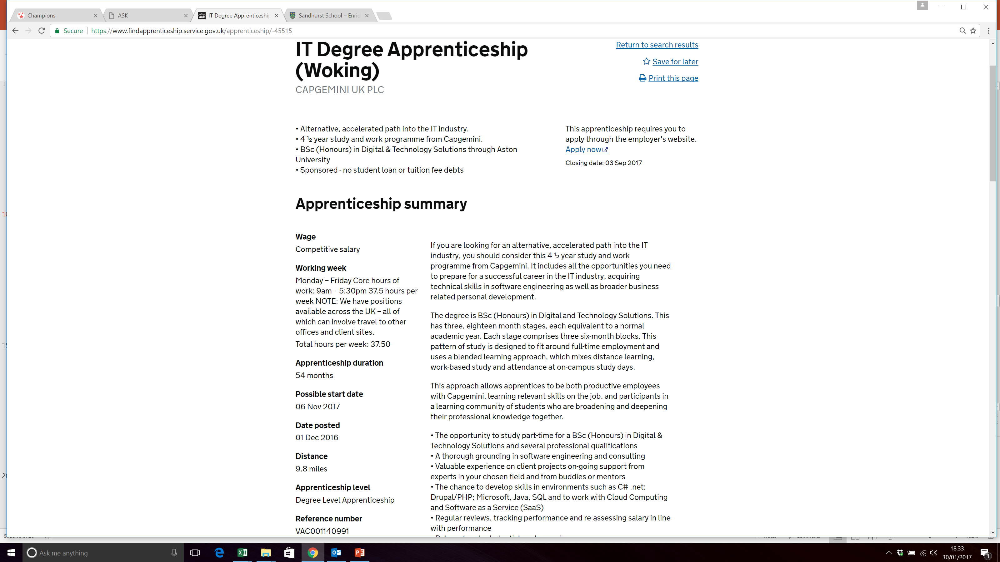 Champions
ASK
IT Degree Apprenticeship
Sandhurst School – Enric
Secure
https://www.findapprenticeship.service.gov.uk/apprenticeship/-45515
IT Degree Apprenticeship
(Woking)
CAPGEMINI UK PLC
Return to search results
Save for later
Print this page
• Alternative, accelerated path into the IT industry.
• 4 ½ year study and work programme from Capgemini.
• BSc (Honours) in Digital & Technology Solutions through Aston
University
• Sponsored - no student loan or tuition fee debts
This apprenticeship requires you to
apply through the employer's website.
Apply now
Closing date: 03 Sep 2017
Apprenticeship summary
Wage
Competitive salary
Working week
Monday – Friday Core hours of
work: 9am – 5:30pm 37.5 hours per
week NOTE: We have positions
available across the UK – all of
which can involve travel to other
offices and client sites.
Total hours per week: 37.50
Apprenticeship duration
54 months
Possible start date
06 Nov 2017
Date posted
01 Dec 2016
Distance
9.8 miles
Apprenticeship level
Degree Level Apprenticeship
Reference number
VAC001140991
If you are looking for an alternative, accelerated path into the IT
industry, you should consider this 4 ½ year study and work
programme from Capgemini. It includes all the opportunities you need
to prepare for a successful career in the IT industry, acquiring
technical skills in software engineering as well as broader business
related personal development.
The degree is BSc (Honours) in Digital and Technology Solutions. This
has three, eighteen month stages, each equivalent to a normal
academic year. Each stage comprises three six-month blocks. This
pattern of study is designed to fit around full-time employment and
uses a blended learning approach, which mixes distance learning,
work-based study and attendance at on-campus study days.
This approach allows apprentices to be both productive employees
with Capgemini, learning relevant skills on the job, and participants in
a learning community of students who are broadening and deepening
their professional knowledge together.
• The opportunity to study part-time for a BSc (Honours) in Digital &
Technology Solutions and several professional qualifications
• A thorough grounding in software engineering and consulting
• Valuable experience on client projects on-going support from
experts in your chosen field and from buddies or mentors
• The chance to develop skills in environments such as C# .net;
Drupal/PHP; Microsoft, Java, SQL and to work with Cloud Computing
and Software as a Service (SaaS)
• Regular reviews, tracking performance and re-assessing salary in line
with performance
Ask me anything
18:33
30/01/2017
1